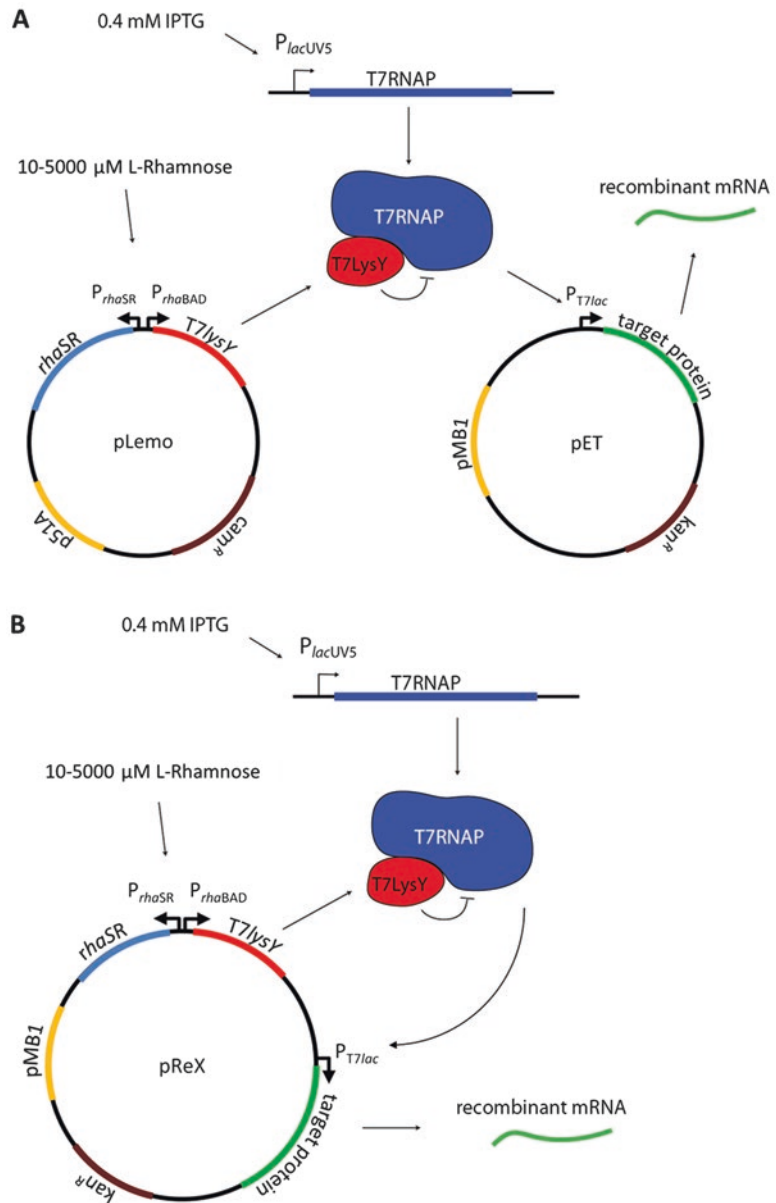 A
0.4 mM IPTG
PlacUV5
T7RNAP
10-5000 µM L-Rhamnose
T7RNAP
T7LysY
recombinant mRNA
PrhaSR
PrhaBAD
rhaSR
T7lysY
pLemo
p51A
camR
PT7lac
target protein
pMB1
pET
kanR
B
0.4 mM IPTG
PlacUV5
T7RNAP
10-5000 µM L-Rhamnose
T7RNAP
T7LysY
PrhaSR
PrhaBAD
rhaSR
T7lysY
pMB1
pReX
PT7lac
target protein
kanR
recombinant mRNA